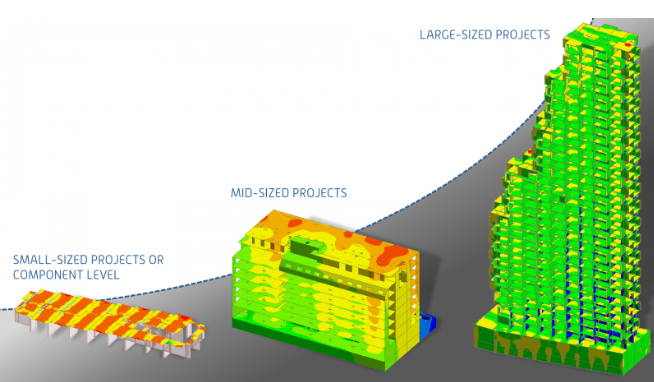 LARGE-SIZED PROJECTS
MID-SIZED PROJECTS
SMALL-SIZED PROJECTS OR
COMPONENT LEVEL